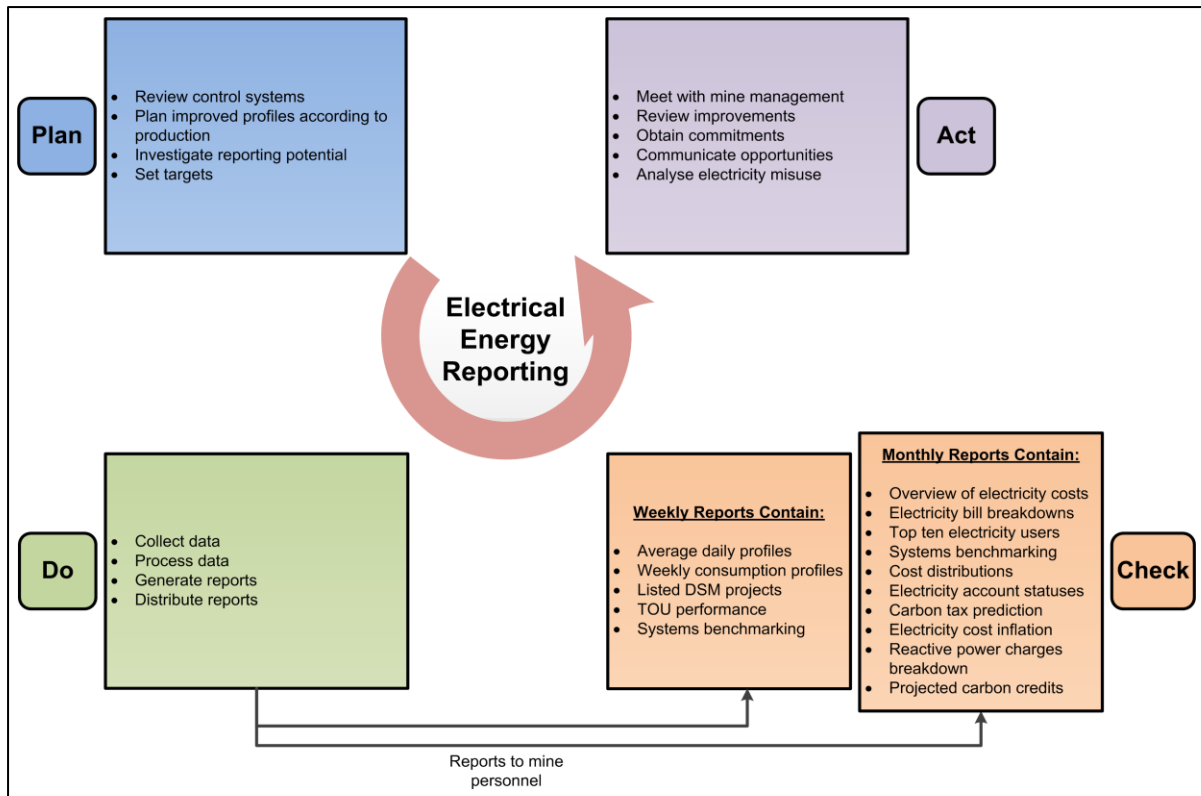 Plan
Review control systems
Plan improved profiles according to
production
Investigate reporting potential
Set targets
Meet with mine management
Review improvements
Obtain commitments
Communicate opportunities
Analyse electricity misuse
Act
Electrical
Energy
Reporting
Do
Collect data
Process data
Generate reports
Distribute reports
Weekly Reports Contain:
Average daily profiles
Weekly consumption profiles
Listed DSM projects
TOU performance
Systems benchmarking
Monthly Reports Contain:
Overview of electricity costs
Electricity bill breakdowns
Top ten electricity users
Systems benchmarking
Cost distributions
Electricity account statuses
Carbon tax prediction
Electricity cost inflation
Reactive power charges
breakdown
Projected carbon credits
Check
Reports to mine
personnel